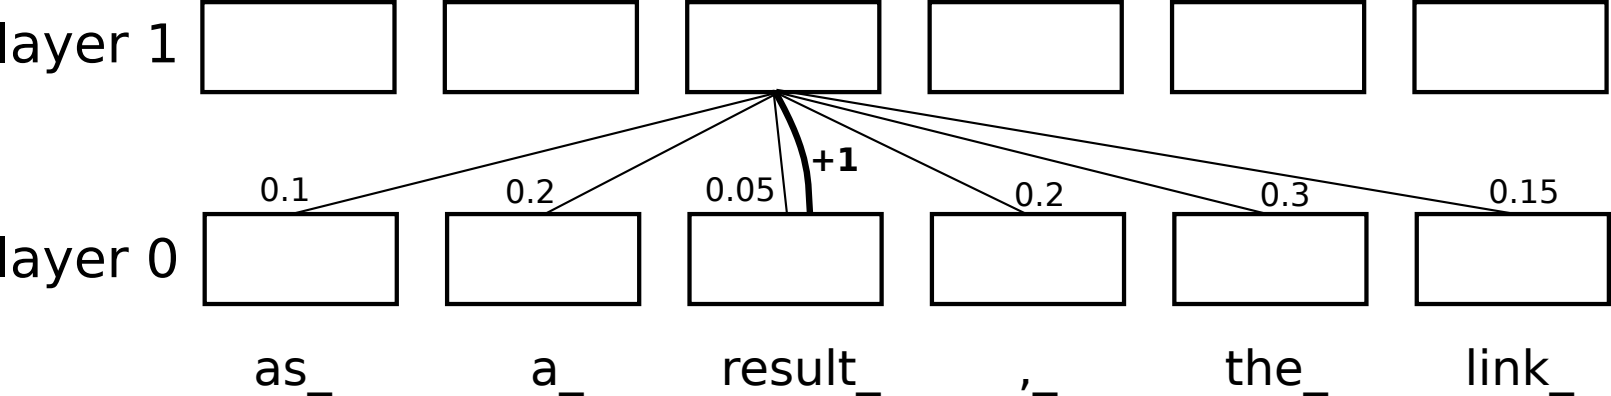 layer 1
+1
0.1 0.2 0.05 0.2 0.3 0.15
layer 0
as_ a_ result_ ,_ the_ link_